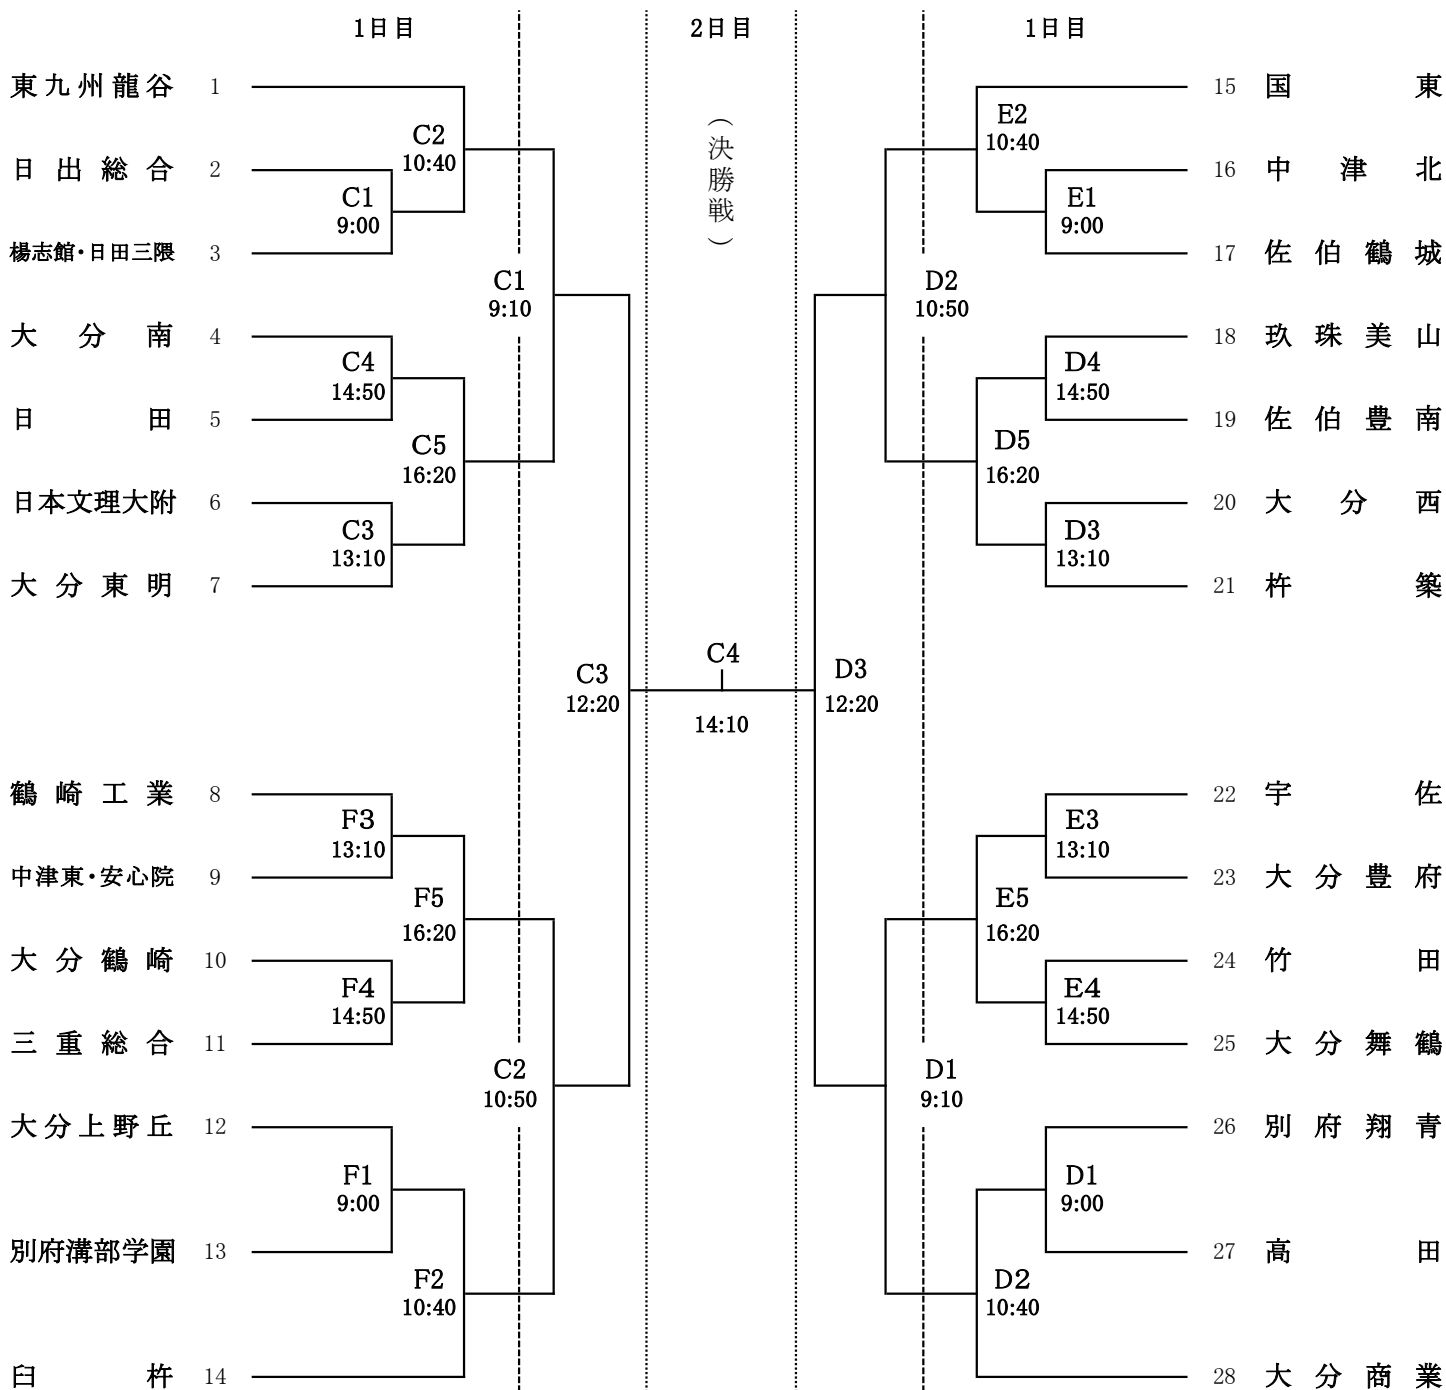 1日目 2日目 1日目
(決勝戦)
東九州龍谷 1
C2
10:40
日出総合 2
C1
9:00
楊志館・日田三隈 3
C1
9:10
大分南 4
C4
14:50
日田 5
C5
16:20
日本文理大附 6
C3
13:10
大分東明 7
C3
12:20
C4
14:10
D3
12:20
鶴崎工業 8
F3
13:10
中津東・安心院 9
F5
16:20
大分鶴崎 10
F4
14:50
三重総合 11
C2
10:50
大分上野丘 12
F1
9:00
別府溝部学園 13
F2
10:40
臼杵 14
15 国東
E2
10:40
16 中津北
E1
9:00
17 佐伯鶴城
D2
10:50
18 玖珠美山
D4
14:50
19 佐伯豊南
D5
16:20
20 大分西
D3
13:10
21 杵築
22 宇佐
E3
13:10
23 大分豊府
E5
16:20
24 竹田
E4
14:50
25 大分舞鶴
D1
9:10
26 別府翔青
D1
9:00
27 高田
D2
10:40
28 大分商業